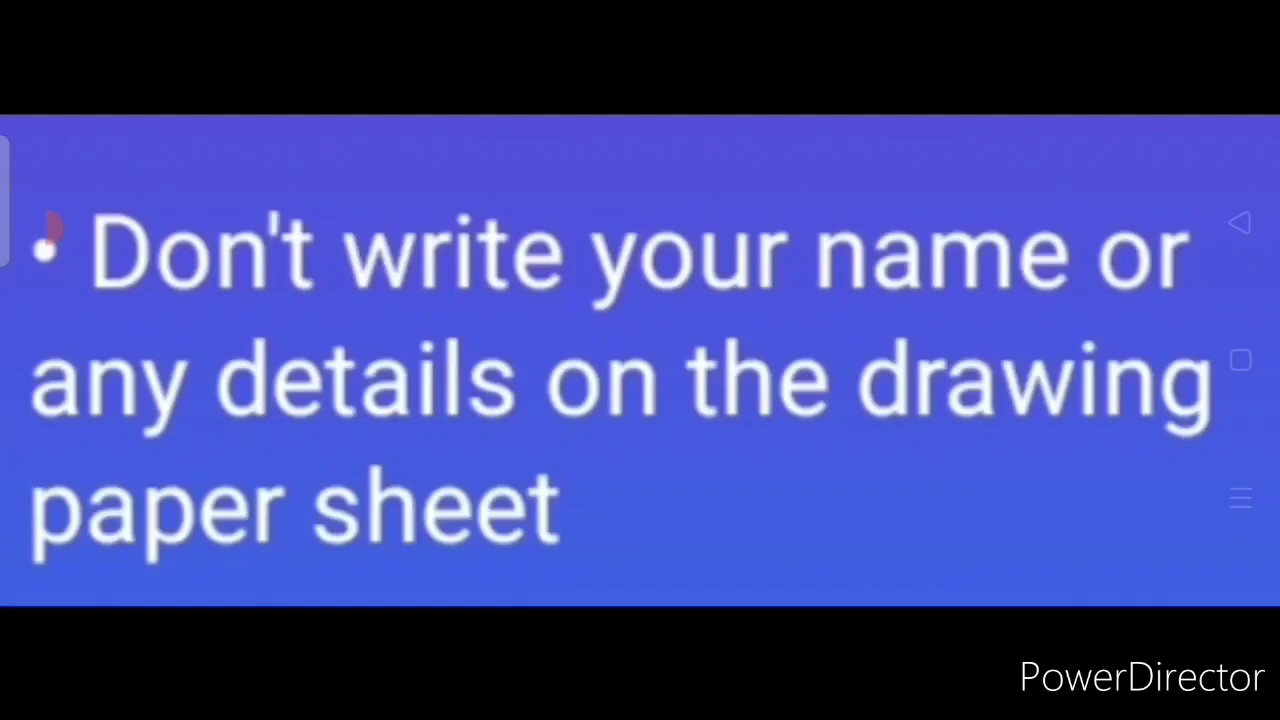 • Don't write your name or
any details on the drawing
paper sheet
PowerDirector